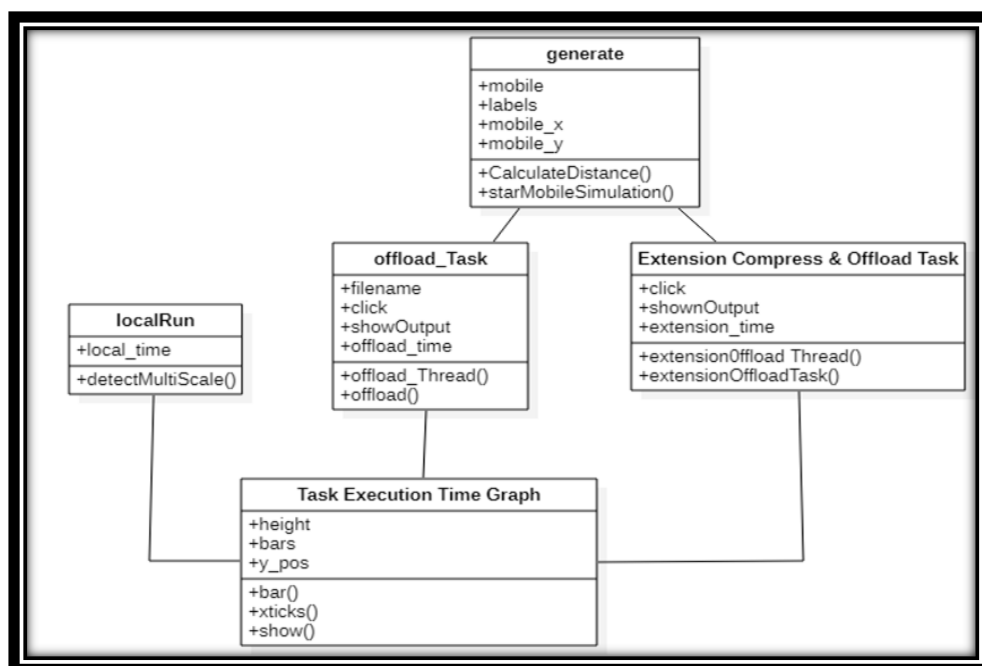 generate
+mobile
+labels
+mobile_x
+mobile_y
+CalculateDistance()
+starMobileSimulation()
offload_Task
+filename
+click
+showOutput
+offload_time
+offload_Thread()
+offload()
Extension Compress & Offload Task
+click
+shownOutput
+extension_time
+extension0ffload Thread()
+extensionOffloadTask()
localRun
+local_time
+detectMultiScale()
Task Execution Time Graph
+height
+bars
+y_pos
+bar()
+xticks()
+show()